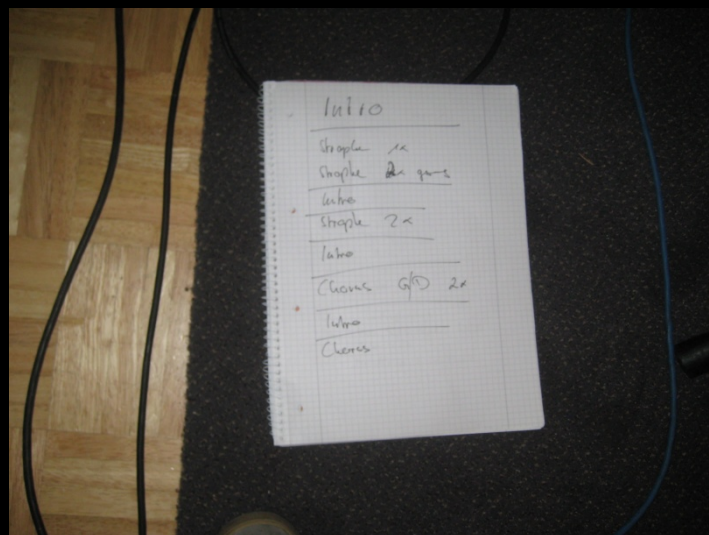 Intro
Strophe 1x
Strophe 2x ganz
Intro
Strophe 2x
Intro
Chorus G/D 2x
Intro
Chorus